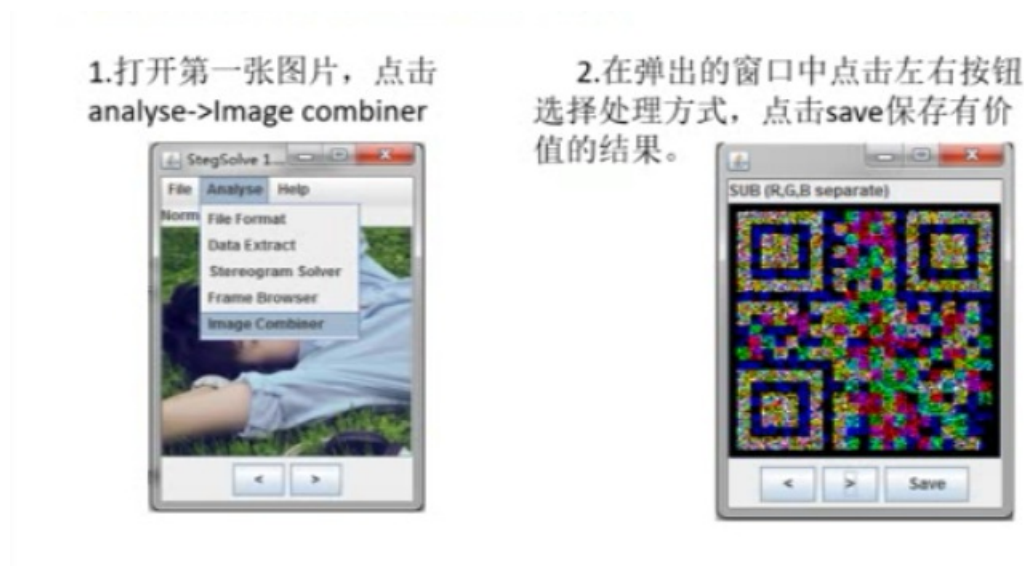 1.打开第一张图片，点击
analyse->Image combiner
StegSolve 1...
File Analyse Help
Norm
File Format
Data Extract
Stereogram Solver
Frame Browser
Image Combiner
< >
2.在弹出的窗口中点击左右按钮
选择处理方式，点击save保存有价
值的结果。
SUB (R,G,B separate)
< > Save